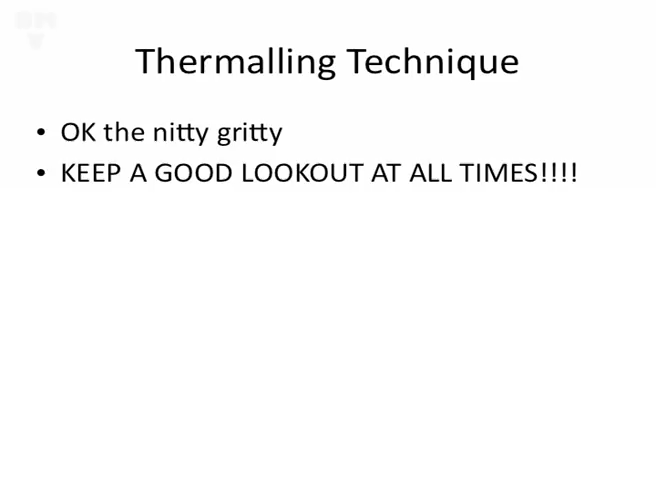 Thermalling Technique
• OK the nitty gritty
• KEEP A GOOD LOOKOUT AT ALL TIMES!!!!